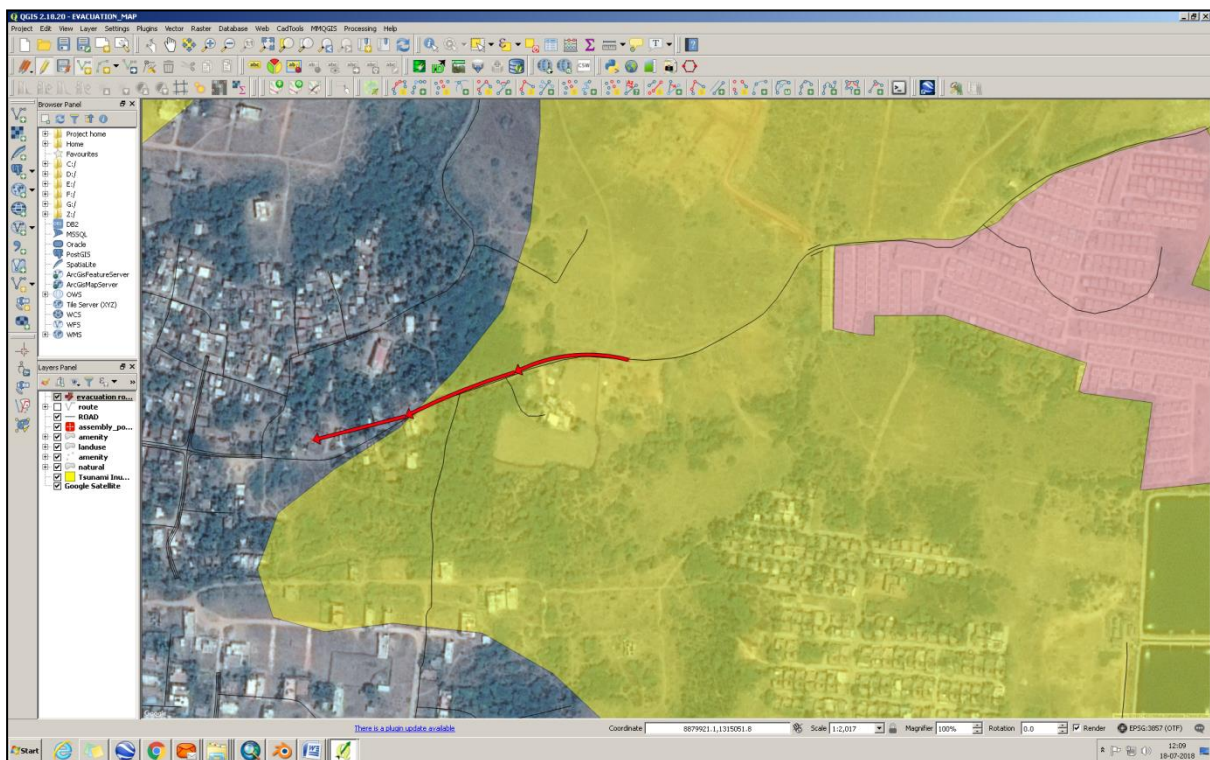 QGIS 2.18.20 - EVACUATION_MAP
Project Edit View Layer Settings Plugins Vector Raster Database Web CadTools MMQGIS Processing Help
Browser Panel
Project home
Home
Favourites
C:/
D:/
E:/
F:/
G:/
Z:/
DB2
MSSQL
Oracle
PostGIS
SpatiaLite
ArcGisFeatureServer
ArcGisMapServer
OWS
Tile Server (XYZ)
WCS
WFS
WMS
Layers Panel
evacuation ro...
route
ROAD
assembly_po...
amenity
landuse
amenity
natural
Tsunami Inu...
Google Satellite
Google
There is a plugin update available
Coordinate 8879921.1,1315051.8 Scale 1:2,017 Magnifier 100% Rotation 0.0 Render EPSG:3857 (OTF)
Start
12:09
18-07-2018